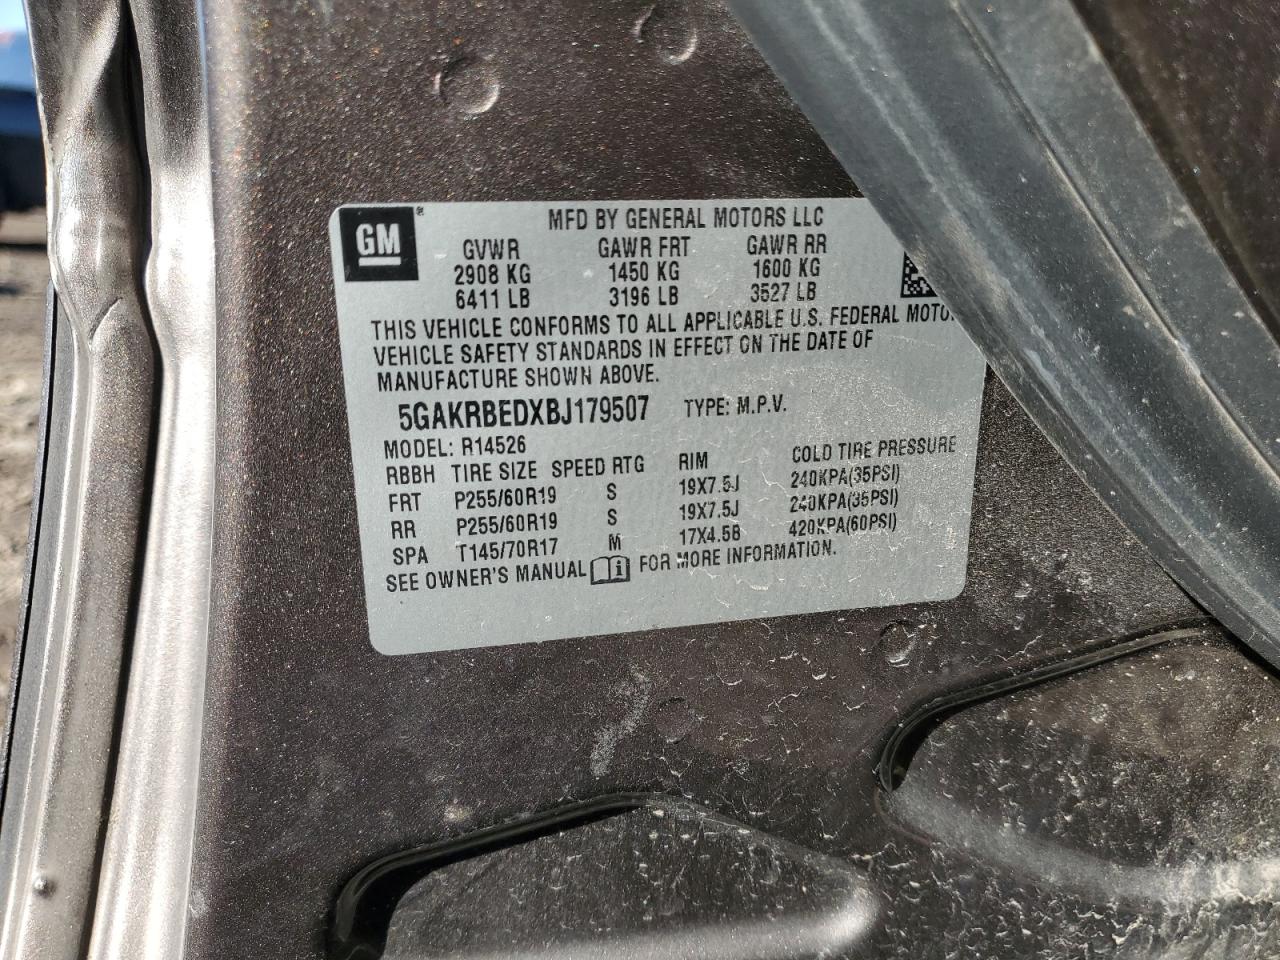 GM® MFD BY GENERAL MOTORS LLC
GVWR GAWR FRT GAWR RR
2908 KG 1450 KG 1600 KG
6411 LB 3196 LB 3527 LB
THIS VEHICLE CONFORMS TO ALL APPLICABLE U.S. FEDERAL MOTO
VEHICLE SAFETY STANDARDS IN EFFECT ON THE DATE OF
MANUFACTURE SHOWN ABOVE.
5GAKRBEDXBJ179507 TYPE: M.P.V.
MODEL: R14526
RBBH TIRE SIZE SPEED RTG RIM COLD TIRE PRESSURE
FRT P255/60R19 S 19X7.5J 240KPA(35PSI)
RR P255/60R19 S 19X7.5J 240KPA(35PSI)
SPA T145/70R17 M 17X4.5B 420KPA(60PSI)
SEE OWNER'S MANUAL FOR MORE INFORMATION.